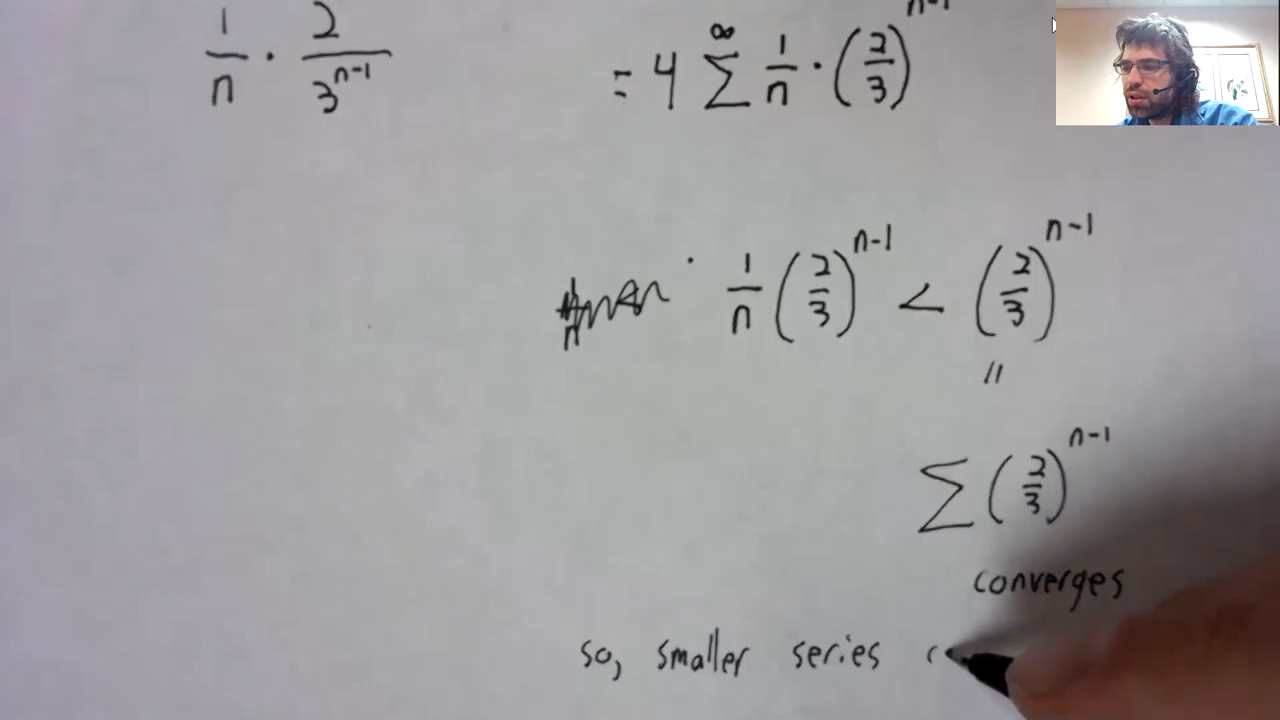 1/n · 2/3^{n-1}
= 4 ∑^∞ 1/n · (2/3)^{n-1}
1/n (2/3)^{n-1} < (2/3)^{n-1}
∑ (2/3)^{n-1}
converges
so, smaller series